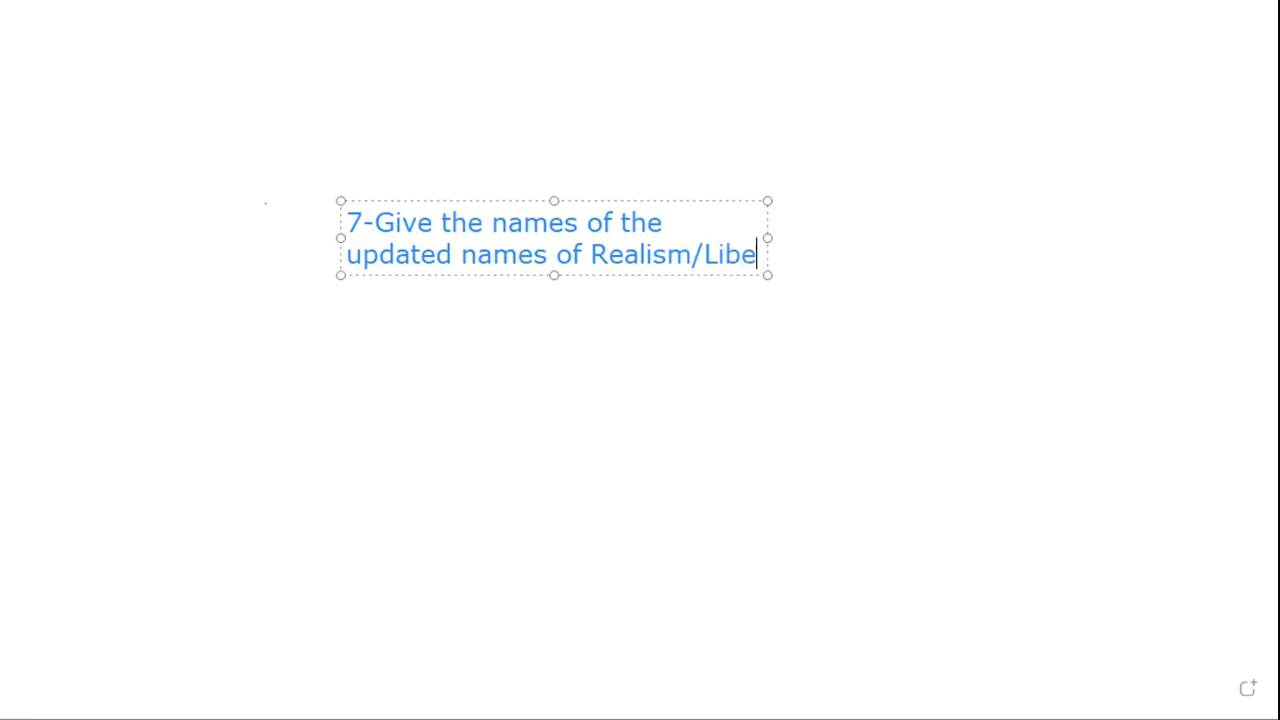 7-Give the names of the
updated names of Realism/Libe